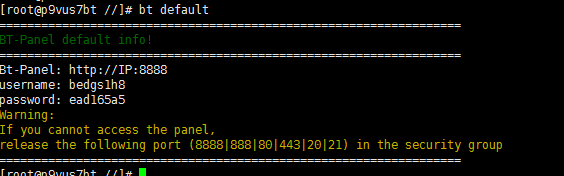 [root@p9vus7bt //]# bt default
==================================================================
BT-Panel default info!
==================================================================
Bt-Panel: http://IP:8888
username: bedgs1h8
password: ead165a5
Warning:
If you cannot access the panel,
release the following port (8888|888|80|443|20|21) in the security group
==================================================================
[root@p9vus7bt //]#